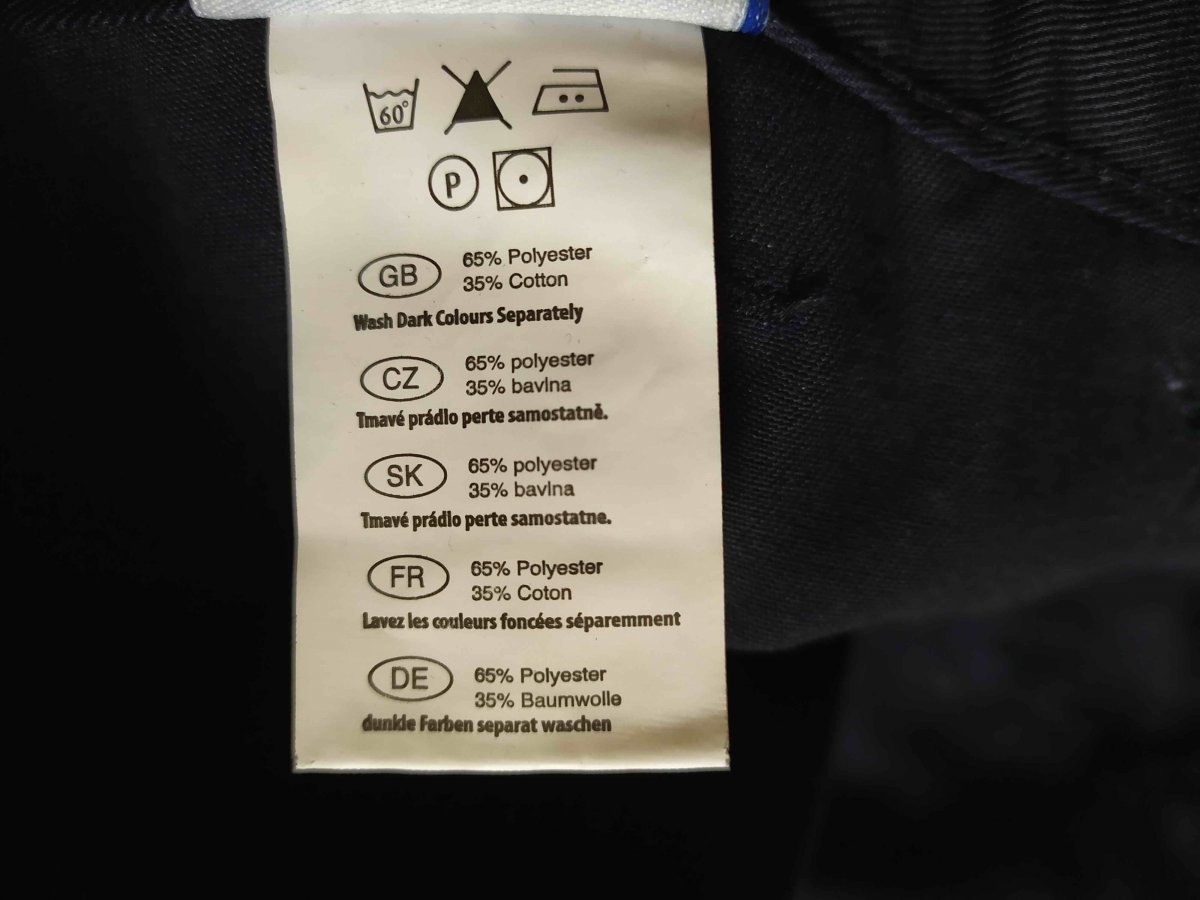 60°
P
GB 65% Polyester
35% Cotton
Wash Dark Colours Separately
CZ 65% polyester
35% bavlna
Tmavé prádlo perte samostatně.
SK 65% polyester
35% bavlna
Tmavé prádlo perte samostatne.
FR 65% Polyester
35% Coton
Lavez les couleurs foncées séparemment
DE 65% Polyester
35% Baumwolle
dunkle Farben separat waschen